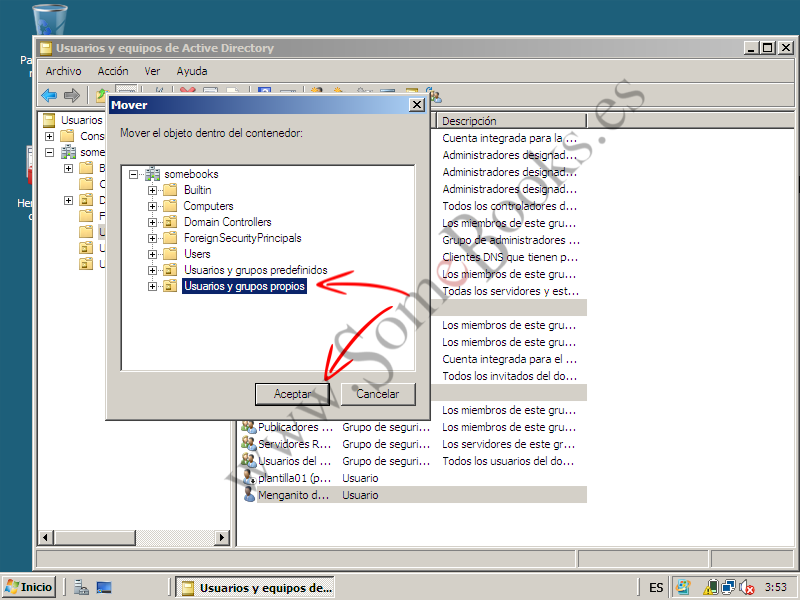 Usuarios y equipos de Active Directory
Archivo Acción Ver Ayuda
Mover
Mover el objeto dentro del contenedor:
somebooks
Builtin
Computers
Domain Controllers
ForeignSecurityPrincipals
Users
Usuarios y grupos predefinidos
Usuarios y grupos propios
Aceptar Cancelar
Usuarios
Cons
some
B
C
D
F
U
U
U
Descripción
Cuenta integrada para la ...
Administradores designad...
Administradores designad...
Administradores designad...
Todos los controladores d...
Los miembros de este gru...
Grupo de administradores ...
Clientes DNS que tienen p...
Los miembros de este gru...
Todas los servidores y est...
Los miembros de este gru...
Los miembros de este gru...
Cuenta integrada para el ...
Todos los invitados del do...
Los miembros de este gru...
Publicadores ... Grupo de seguri... Los miembros de este gru...
Servidores R... Grupo de seguri... Los servidores de este gr...
Usuarios del ... Grupo de seguri... Todos los usuarios del do...
plantilla01 (p... Usuario
Menganito d... Usuario
www.SomeBooks.es
Inicio Usuarios y equipos de... ES 3:53